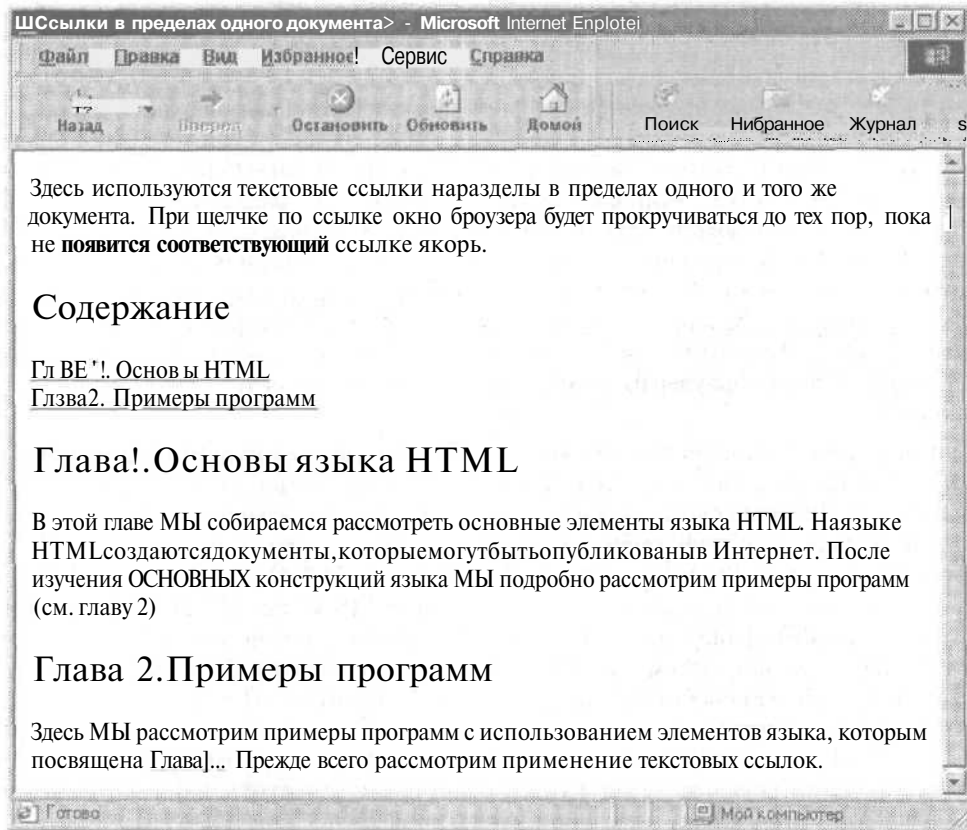 ШСсылки в пределах одного документа> - Microsoft Internet Enplotei
Файл Правка Вид Избранное! Сервис Справка
Назад Вперед Остановить Обновить Домой Поиск Нибранное Журнал s
Здесь используются текстовые ссылки наразделы в пределах одного и того же
документа. При щелчке по ссылке окно броузера будет прокручиваться до тех пор, пока
не появится соответствующий ссылке якорь.
Содержание
Гл ВЕ '!. Основ ы HTML
Глзва2. Примеры программ
Глава!.Основы языка HTML
В этой главе МЫ собираемся рассмотреть основные элементы языка HTML. Наязыке
HTMLсоздаютсядокументы,которыемогутбытьопубликованыв Интернет. После
изучения ОСНОВНЫХ конструкций языка МЫ подробно рассмотрим примеры программ
(см. главу 2)
Глава 2.Примеры программ
Здесь МЫ рассмотрим примеры программ с использованием элементов языка, которым
посвящена Глава]... Прежде всего рассмотрим применение текстовых ссылок.
Готово Мой компьютер